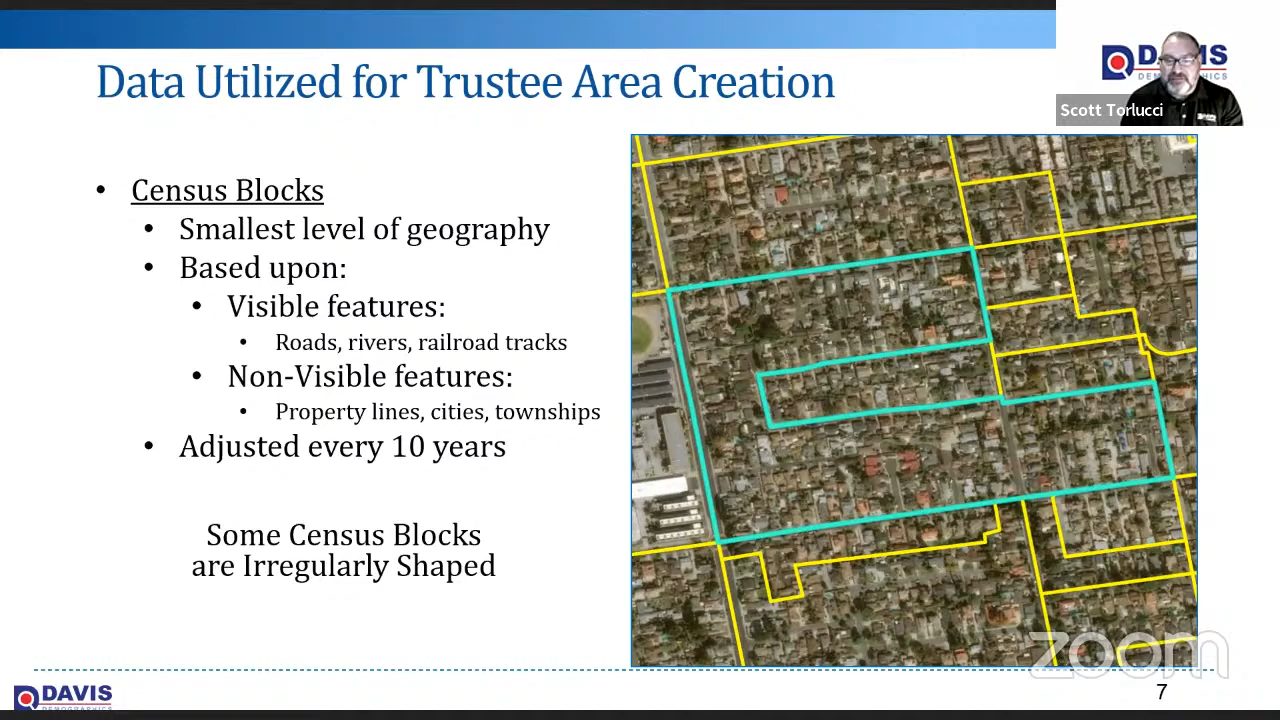 Data Utilized for Trustee Area Creation
DAVIS
DEMOGRAPHICS
Scott Torlucci
• Census Blocks
• Smallest level of geography
• Based upon:
• Visible features:
• Roads, rivers, railroad tracks
• Non-Visible features:
• Property lines, cities, townships
• Adjusted every 10 years
Some Census Blocks
are Irregularly Shaped
zoom
DAVIS
DEMOGRAPHICS
7